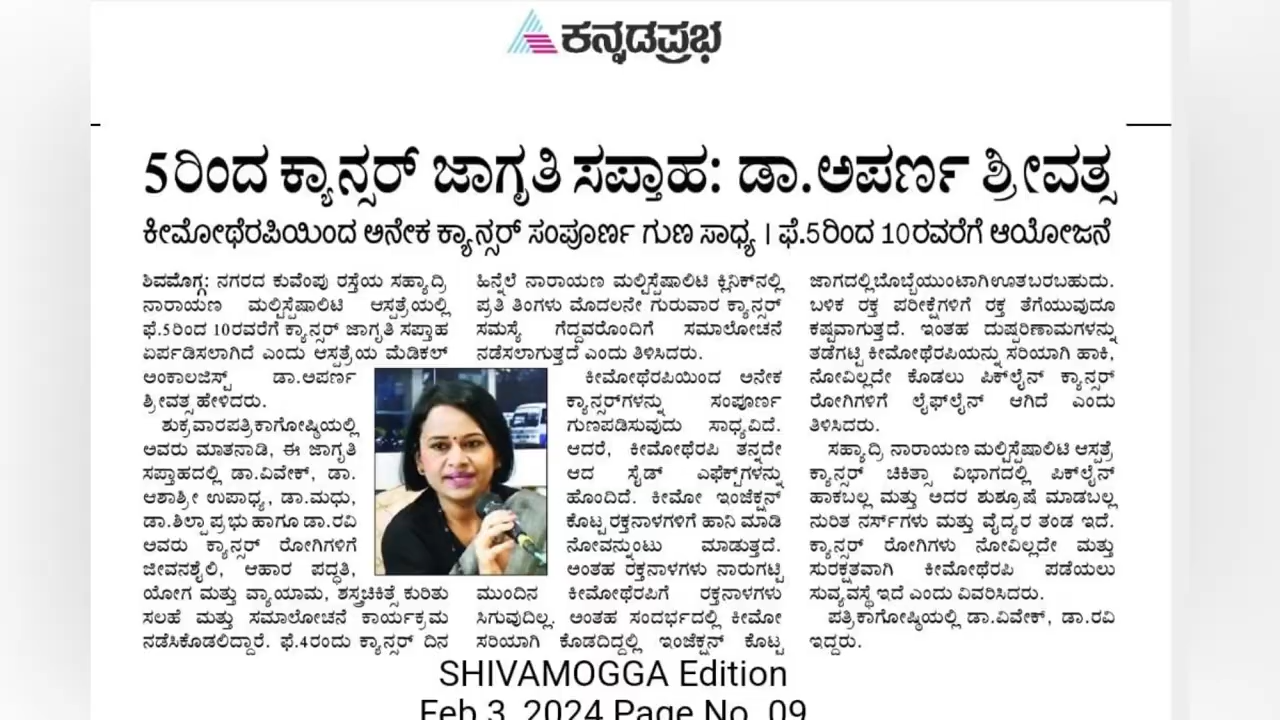 ಕನ್ನಡಪ್ರಭ
5ರಿಂದ ಕ್ಯಾನ್ಸರ್ ಜಾಗೃತಿ ಸಪ್ತಾಹ: ಡಾ.ಅಪರ್ಣ ಶ್ರೀವತ್ಸ
ಕೀಮೋಥೆರಪಿಯಿಂದ ಅನೇಕ ಕ್ಯಾನ್ಸರ್ ಸಂಪೂರ್ಣ ಗುಣ ಸಾಧ್ಯ | ಫೆ.5ರಿಂದ 10ರವರೆಗೆ ಆಯೋಜನೆ
ಶಿವಮೊಗ್ಗ: ನಗರದ ಕುವೆಂಪು ರಸ್ತೆಯ ಸಹ್ಯಾದ್ರಿ
ನಾರಾಯಣ ಮಲ್ಟಿಸ್ಪೆಷಾಲಿಟಿ ಆಸ್ಪತ್ರೆಯಲ್ಲಿ
ಫೆ.5ರಿಂದ 10ರವರೆಗೆ ಕ್ಯಾನ್ಸರ್ ಜಾಗೃತಿ ಸಪ್ತಾಹ
ಏರ್ಪಡಿಸಲಾಗಿದೆ ಎಂದು ಆಸ್ಪತ್ರೆಯ ಮೆಡಿಕಲ್
ಅಂಕಾಲಜಿಸ್ಟ್ ಡಾ.ಅಪರ್ಣ
ಶ್ರೀವತ್ಸ ಹೇಳಿದರು.
ಶುಕ್ರವಾರ ಪತ್ರಿಕಾಗೋಷ್ಠಿಯಲ್ಲಿ
ಅವರು ಮಾತನಾಡಿ, ಈ ಜಾಗೃತಿ
ಸಪ್ತಾಹದಲ್ಲಿ ಡಾ.ವಿವೇಕ್, ಡಾ.
ಆಶಾಶ್ರೀ ಉಪಾಧ್ಯ, ಡಾ.ಮಧು,
ಡಾ.ಶಿಲ್ಪಾ ಪ್ರಭು ಹಾಗೂ ಡಾ.ರವಿ
ಅವರು ಕ್ಯಾನ್ಸರ್ ರೋಗಿಗಳಿಗೆ
ಜೀವನಶೈಲಿ, ಆಹಾರ ಪದ್ಧತಿ,
ಯೋಗ ಮತ್ತು ವ್ಯಾಯಾಮ, ಶಸ್ತ್ರಚಿಕಿತ್ಸೆ ಕುರಿತು
ಸಲಹೆ ಮತ್ತು ಸಮಾಲೋಚನೆ ಕಾರ್ಯಕ್ರಮ
ನಡೆಸಿಕೊಡಲಿದ್ದಾರೆ. ಫೆ.4ರಂದು ಕ್ಯಾನ್ಸರ್ ದಿನ
ಹಿನ್ನೆಲೆ ನಾರಾಯಣ ಮಲ್ಟಿಸ್ಪೆಷಾಲಿಟಿ ಕ್ಲಿನಿಕ್‌ನಲ್ಲಿ
ಪ್ರತಿ ತಿಂಗಳು ಮೊದಲನೇ ಗುರುವಾರ ಕ್ಯಾನ್ಸರ್
ಸಮಸ್ಯೆ ಗೆದ್ದವರೊಂದಿಗೆ ಸಮಾಲೋಚನೆ
ನಡೆಸಲಾಗುತ್ತದೆ ಎಂದು ತಿಳಿಸಿದರು.
ಕೀಮೋಥೆರಪಿಯಿಂದ ಅನೇಕ
ಕ್ಯಾನ್ಸರ್‌ಗಳನ್ನು ಸಂಪೂರ್ಣ
ಗುಣಪಡಿಸುವುದು ಸಾಧ್ಯವಿದೆ.
ಆದರೆ, ಕೀಮೋಥೆರಪಿ ತನ್ನದೇ
ಆದ ಸೈಡ್ ಎಫೆಕ್ಟ್‌ಗಳನ್ನು
ಹೊಂದಿದೆ. ಕೀಮೋ ಇಂಜೆಕ್ಷನ್
ಕೊಟ್ಟ ರಕ್ತನಾಳಗಳಿಗೆ ಹಾನಿ ಮಾಡಿ
ನೋವನ್ನುಂಟು ಮಾಡುತ್ತದೆ.
ಅಂತಹ ರಕ್ತನಾಳಗಳು ನಾರುಗಟ್ಟಿ
ಮುಂದಿನ ಕೀಮೋಥೆರಪಿಗೆ ರಕ್ತನಾಳಗಳು
ಸಿಗುವುದಿಲ್ಲ. ಅಂತಹ ಸಂದರ್ಭದಲ್ಲಿ ಕೀಮೋ
ಸರಿಯಾಗಿ ಕೊಡದಿದ್ದಲ್ಲಿ ಇಂಜೆಕ್ಷನ್ ಕೊಟ್ಟ
ಜಾಗದಲ್ಲಿ ಬೊಬ್ಬೆಯುಂಟಾಗಿ ಊತ ಬರಬಹುದು.
ಬಳಿಕ ರಕ್ತ ಪರೀಕ್ಷೆಗಳಿಗೆ ರಕ್ತ ತೆಗೆಯುವುದೂ
ಕಷ್ಟವಾಗುತ್ತದೆ. ಇಂತಹ ದುಷ್ಪರಿಣಾಮಗಳನ್ನು
ತಡೆಗಟ್ಟಿ ಕೀಮೋಥೆರಪಿಯನ್ನು ಸರಿಯಾಗಿ ಹಾಕಿ,
ನೋವಿಲ್ಲದೇ ಕೊಡಲು ಪಿಕ್‌ಲೈನ್ ಕ್ಯಾನ್ಸರ್
ರೋಗಿಗಳಿಗೆ ಲೈಫ್‌ಲೈನ್ ಆಗಿದೆ ಎಂದು
ತಿಳಿಸಿದರು.
ಸಹ್ಯಾದ್ರಿ ನಾರಾಯಣ ಮಲ್ಟಿಸ್ಪೆಷಾಲಿಟಿ ಆಸ್ಪತ್ರೆ
ಕ್ಯಾನ್ಸರ್ ಚಿಕಿತ್ಸಾ ವಿಭಾಗದಲ್ಲಿ ಪಿಕ್‌ಲೈನ್
ಹಾಕಬಲ್ಲ ಮತ್ತು ಅದರ ಶುಶ್ರೂಷೆ ಮಾಡಬಲ್ಲ
ನುರಿತ ನರ್ಸ್‌ಗಳು ಮತ್ತು ವೈದ್ಯರ ತಂಡ ಇದೆ.
ಕ್ಯಾನ್ಸರ್ ರೋಗಿಗಳು ನೋವಿಲ್ಲದೇ ಮತ್ತು
ಸುರಕ್ಷತವಾಗಿ ಕೀಮೋಥೆರಪಿ ಪಡೆಯಲು
ಸುವ್ಯವಸ್ಥೆ ಇದೆ ಎಂದು ವಿವರಿಸಿದರು.
ಪತ್ರಿಕಾಗೋಷ್ಠಿಯಲ್ಲಿ ಡಾ.ವಿವೇಕ್, ಡಾ.ರವಿ
ಇದ್ದರು.
SHIVAMOGGA Edition
Feb 3, 2024 Page No. 09